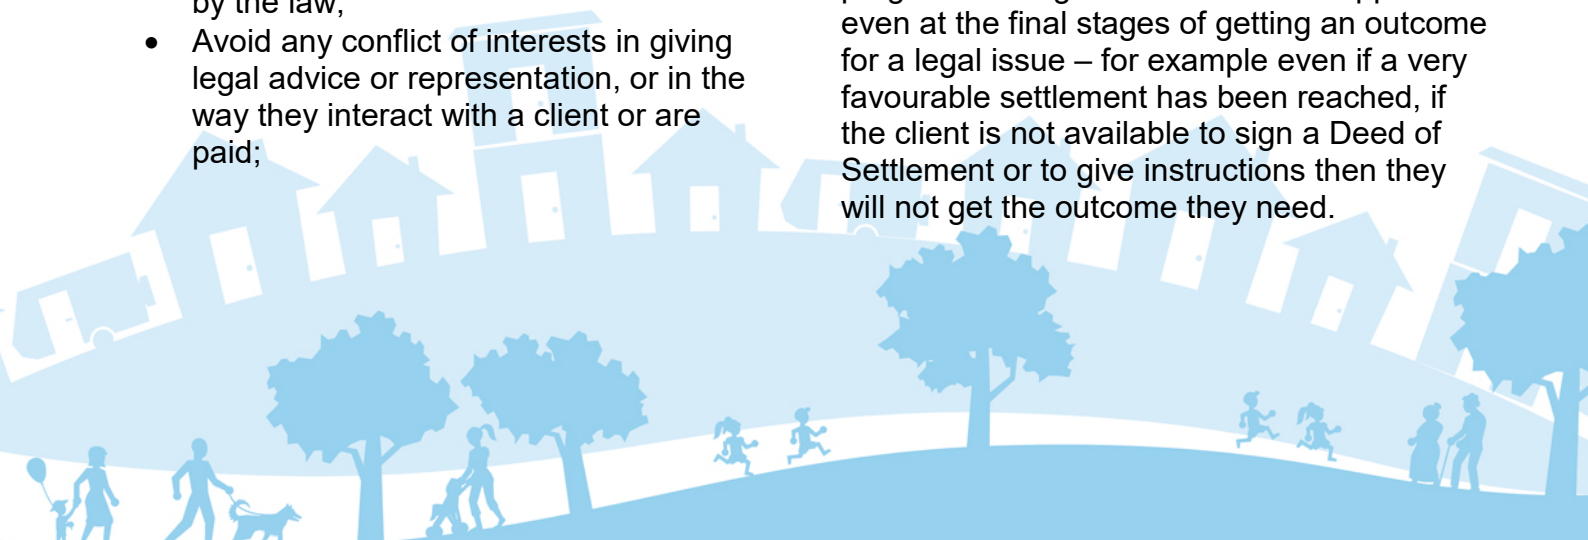 by the law;
• Avoid any conflict of interests in giving
legal advice or representation, or in the
way they interact with a client or are
paid;
even at the final stages of getting an outcome
for a legal issue – for example even if a very
favourable settlement has been reached, if
the client is not available to sign a Deed of
Settlement or to give instructions then they
will not get the outcome they need.